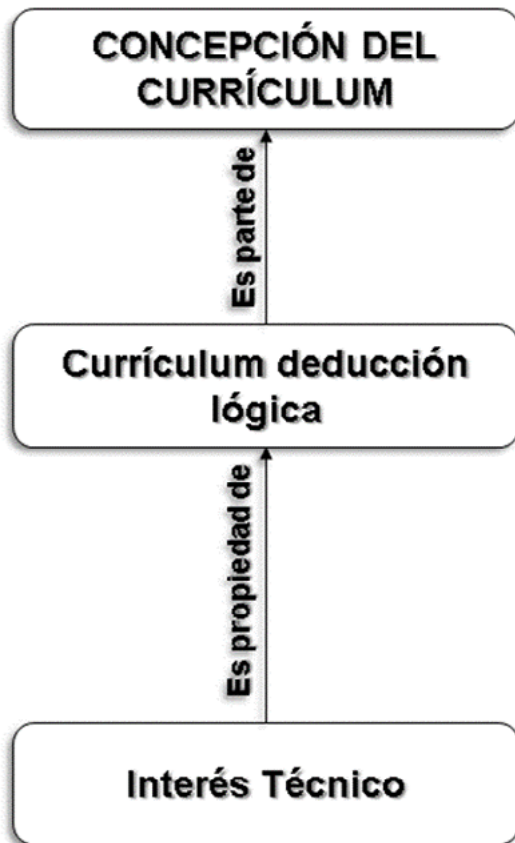 CONCEPCIÓN DEL
CURRÍCULUM
Es parte de
Currículum deducción
lógica
Es propiedad de
Interés Técnico